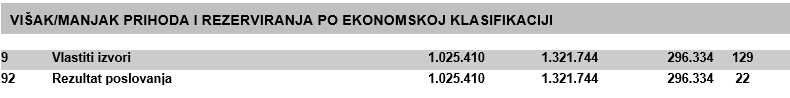 VIŠAK/MANJAK PRIHODA I REZERVIRANJA PO EKONOMSKOJ KLASIFIKACIJI
9 Vlastiti izvori 1.025.410 1.321.744 296.334 129
92 Rezultat poslovanja 1.025.410 1.321.744 296.334 22